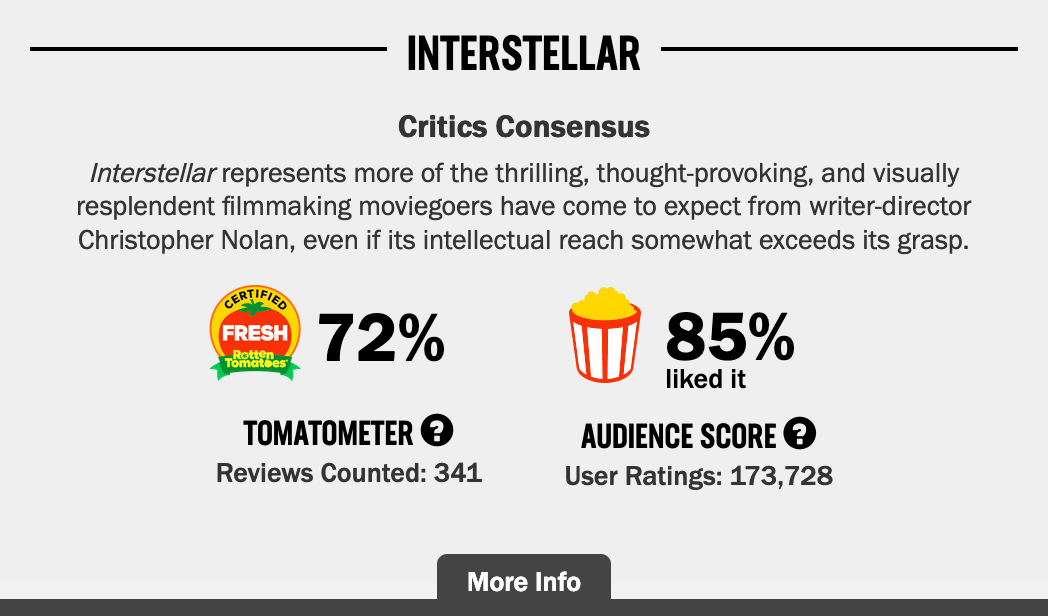 INTERSTELLAR
Critics Consensus
Interstellar represents more of the thrilling, thought-provoking, and visually
resplendent filmmaking moviegoers have come to expect from writer-director
Christopher Nolan, even if its intellectual reach somewhat exceeds its grasp.
CERTIFIED
FRESH
Rotten
Tomatoes
72%
85%
liked it
TOMATOMETER ?
Reviews Counted: 341
AUDIENCE SCORE ?
User Ratings: 173,728
More Info